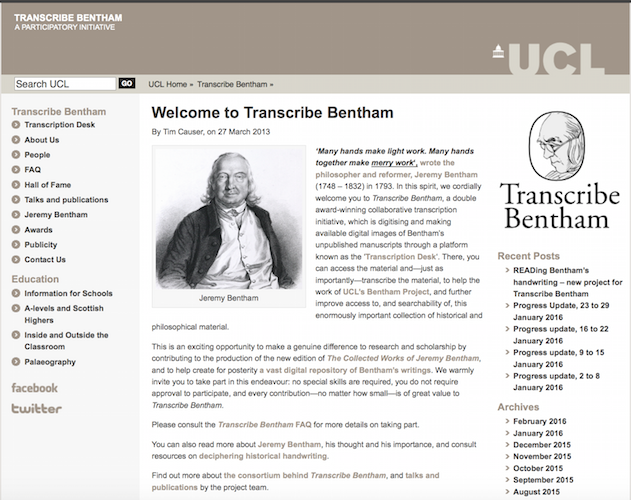 TRANSCRIBE BENTHAM
A PARTICIPATORY INITIATIVE
UCL
Search UCL
GO
UCL Home » Transcribe Bentham »
Transcribe Bentham
Transcription Desk
About Us
People
FAQ
Hall of Fame
Talks and publications
Jeremy Bentham
Awards
Publicity
Contact Us
Education
Information for Schools
A-levels and Scottish
Highers
Inside and Outside the
Classroom
Palaeography
facebook
twitter
Welcome to Transcribe Bentham
By Tim Causer, on 27 March 2013
Jeremy Bentham
'Many hands make light work. Many hands
together make merry work', wrote the
philosopher and reformer, Jeremy Bentham
(1748 – 1832) in 1793. In this spirit, we cordially
welcome you to Transcribe Bentham, a double
award-winning collaborative transcription
initiative, which is digitising and making
available digital images of Bentham's
unpublished manuscripts through a platform
known as the 'Transcription Desk'. There, you
can access the material and—just as
importantly—transcribe the material, to help the
work of UCL's Bentham Project, and further
improve access to, and searchability of, this
enormously important collection of historical and
philosophical material.
This is an exciting opportunity to make a genuine difference to research and scholarship by
contributing to the production of the new edition of The Collected Works of Jeremy Bentham,
and to help create for posterity a vast digital repository of Bentham's writings. We warmly
invite you to take part in this endeavour: no special skills are required, you do not require
approval to participate, and every contribution—no matter how small—is of great value to
Transcribe Bentham.
Please consult the Transcribe Bentham FAQ for more details on taking part.
You can also read more about Jeremy Bentham, his thought and his importance, and consult
resources on deciphering historical handwriting.
Find out more about the consortium behind Transcribe Bentham, and talks and
publications by the project team.
Transcribe
Bentham
Recent Posts
READing Bentham's
handwriting – new project for
Transcribe Bentham
Progress Update, 23 to 29
January 2016
Progress update, 16 to 22
January 2016
Progress update, 9 to 15
January 2016
Progress update, 2 to 8
January 2016
Archives
February 2016
January 2016
December 2015
November 2015
October 2015
September 2015
August 2015